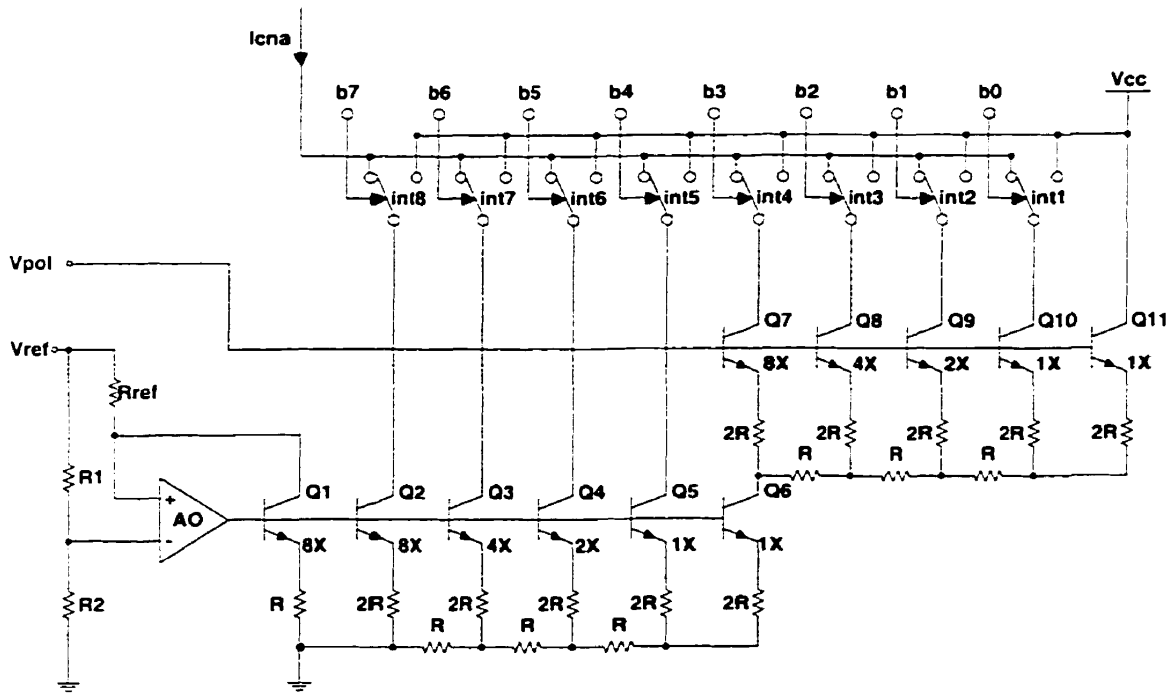 Icna
b7 b6 b5 b4 b3 b2 b1 b0 Vcc
int8 int7 int6 int5 int4 int3 int2 int1
Vpol
Q7 Q8 Q9 Q10 Q11
Vref
8X 4X 2X 1X 1X
Rref
2R 2R 2R 2R 2R
R R R
R1
Q1 Q2 Q3 Q4 Q5 Q6
+
AO
-
8X 8X 4X 2X 1X 1X
R2
R 2R 2R 2R 2R 2R
R R R